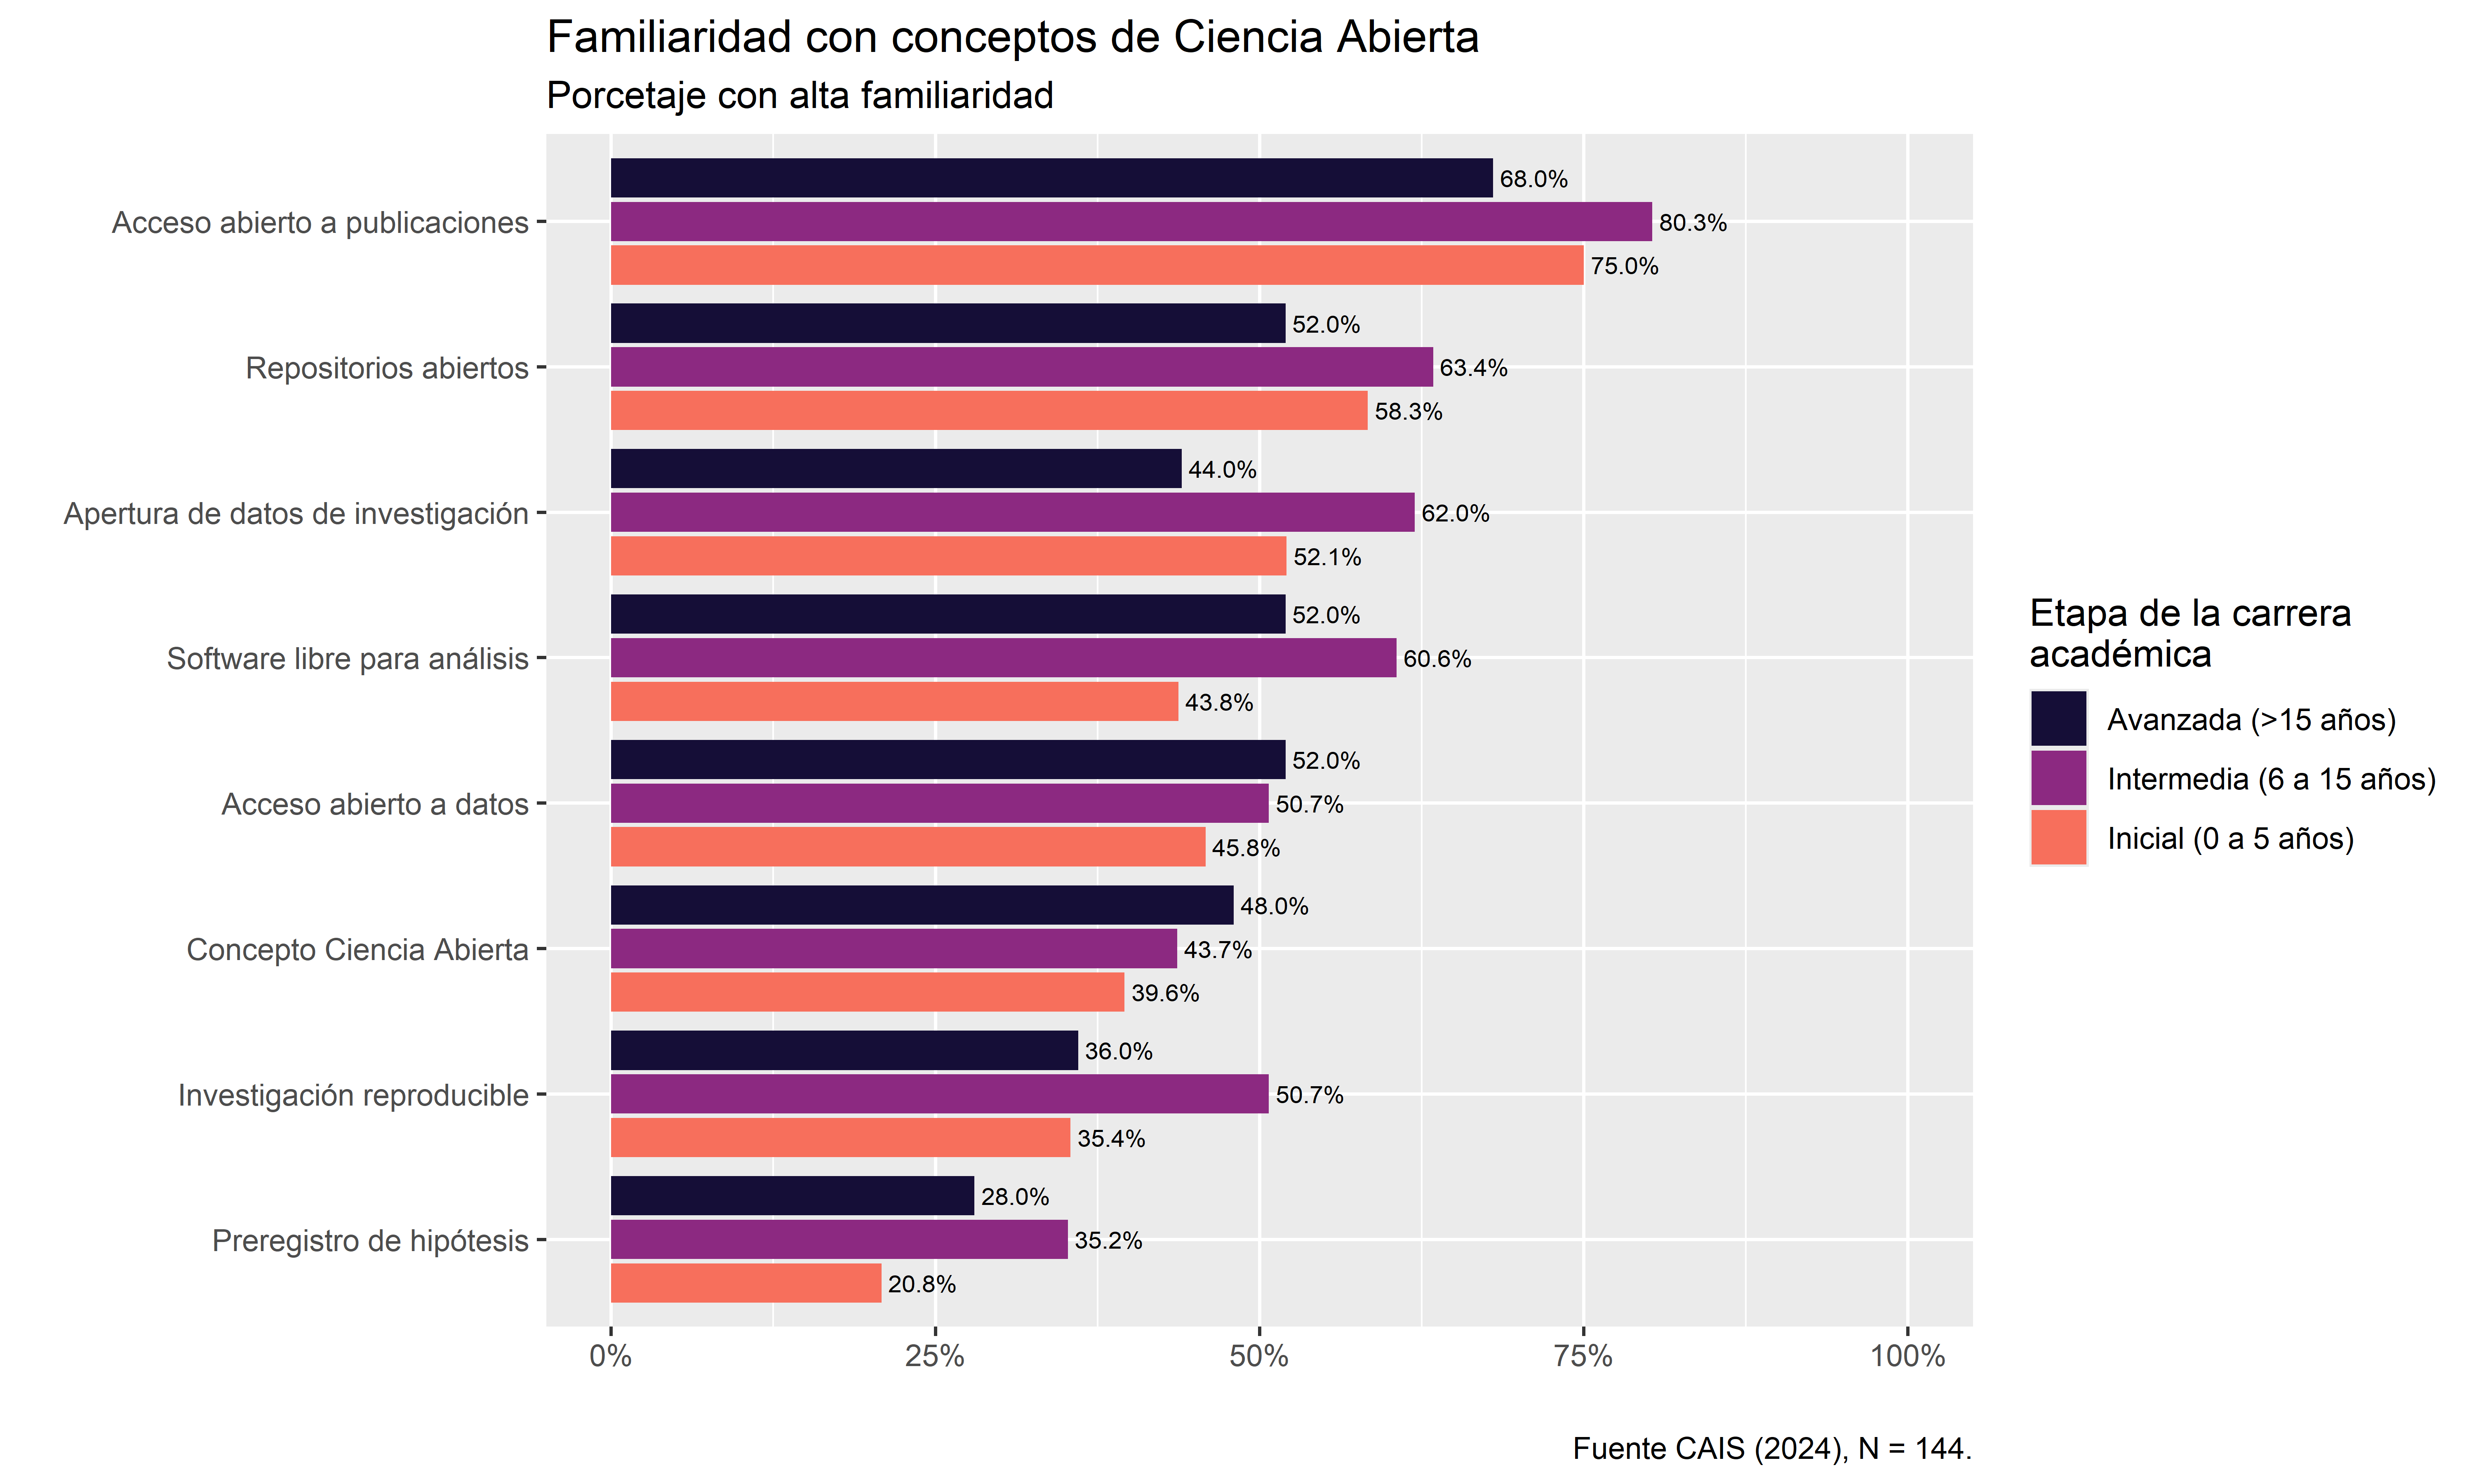 Familiaridad con conceptos de Ciencia Abierta
Porcetaje con alta familiaridad
Acceso abierto a publicaciones
68.0%
80.3%
75.0%
Repositorios abiertos
52.0%
63.4%
58.3%
Apertura de datos de investigación
44.0%
62.0%
52.1%
Software libre para análisis
52.0%
60.6%
43.8%
Acceso abierto a datos
52.0%
50.7%
45.8%
Concepto Ciencia Abierta
48.0%
43.7%
39.6%
Investigación reproducible
36.0%
50.7%
35.4%
Preregistro de hipótesis
28.0%
35.2%
20.8%
0% 25% 50% 75% 100%
Etapa de la carrera
académica
Avanzada (>15 años)
Intermedia (6 a 15 años)
Inicial (0 a 5 años)
Fuente CAIS (2024), N = 144.